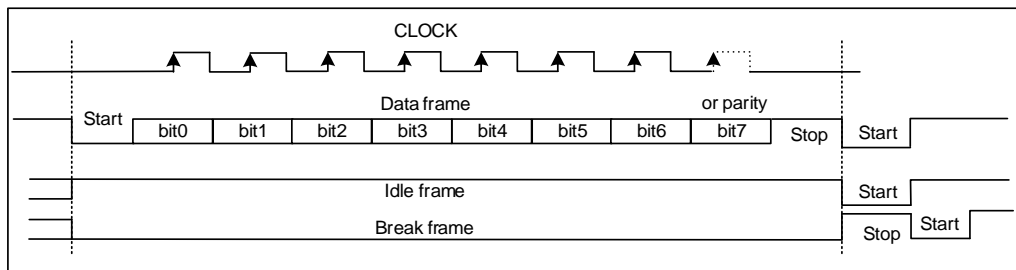 CLOCK
Data frame
or parity
Start bit0 bit1 bit2 bit3 bit4 bit5 bit6 bit7 Stop Start
Idle frame Start
Break frame Stop Start